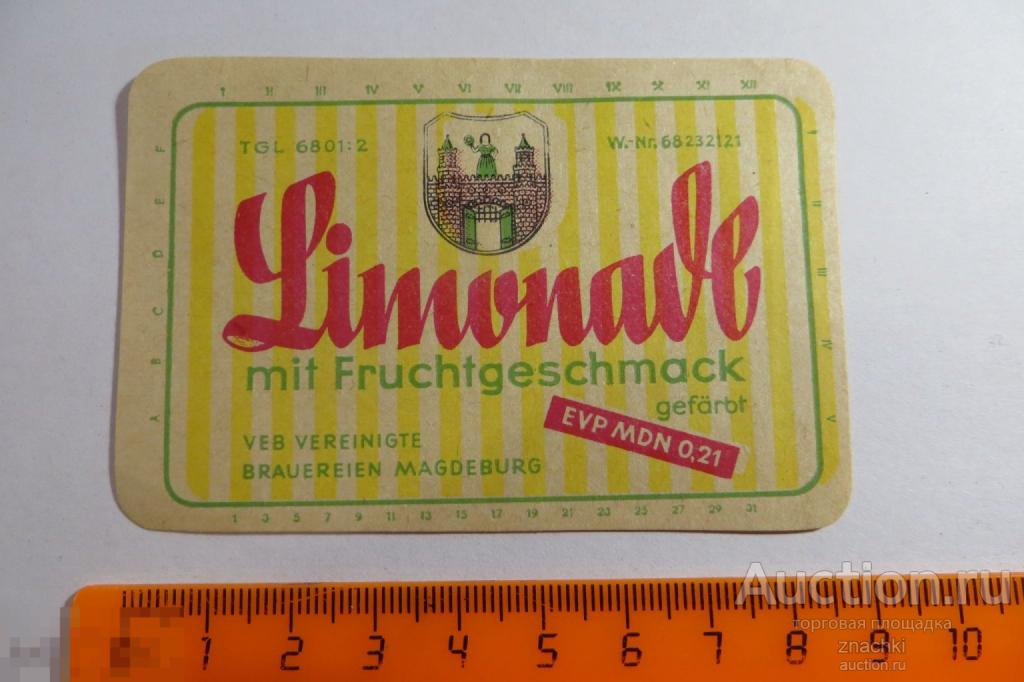 I II III IV V VI VII VIII IX X XI XII
TGL 6801:2
W.-Nr. 68232121
Limonade
mit Fruchtgeschmack
gefärbt
EVP MDN 0,21
VEB VEREINIGTE
BRAUEREIEN MAGDEBURG
F
E
D
C
B
A
I
II
III
IV
V
1 3 5 7 9 11 13 15 17 19 21 23 25 27 29 31
1 2 3 4 5 6 7 8 9 10
Auction.ru
торговая площадка
znachki
auction.ru